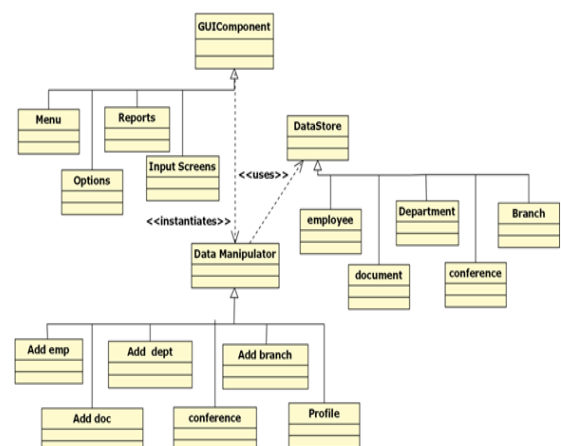 GUIComponent
Menu
Reports
DataStore
Options
Input Screens
<<uses>>
employee
Department
Branch
<<instantiates>>
Data Manipulator
document
conference
Add emp
Add dept
Add branch
Add doc
conference
Profile